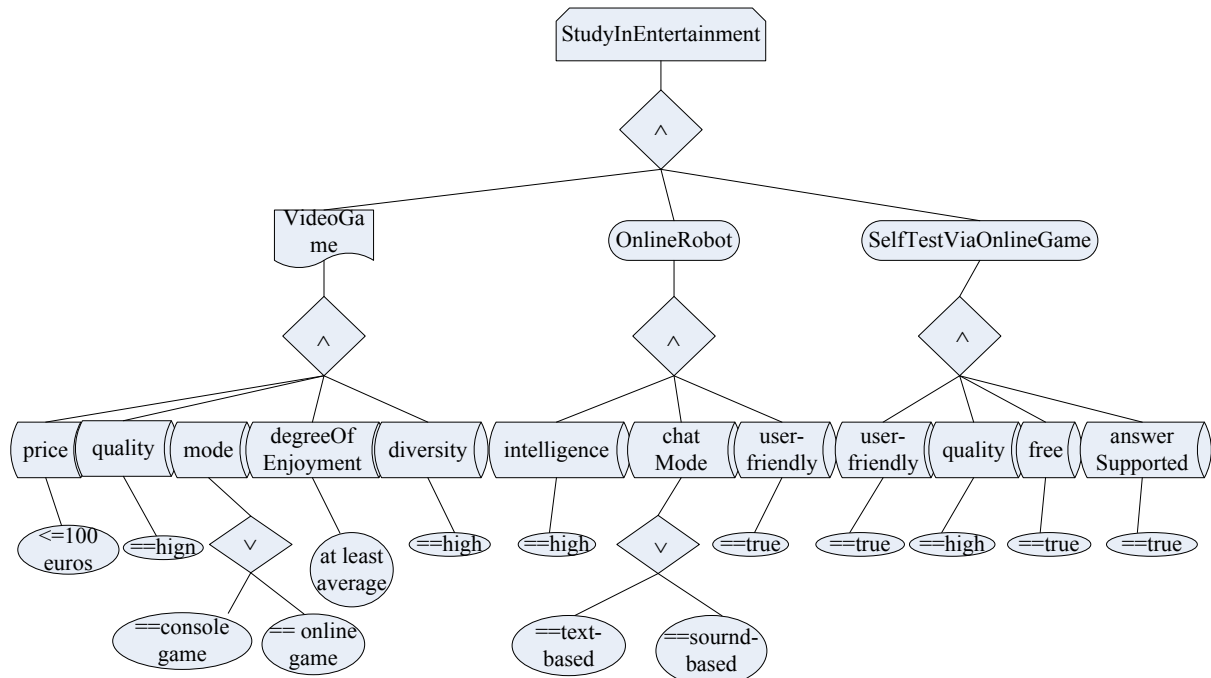 StudyInEntertainment
^
VideoGa
me
OnlineRobot
SelfTestViaOnlineGame
^
^
^
price
quality
mode
degreeOf
Enjoyment
diversity
intelligence
chat
Mode
user-
friendly
user-
friendly
quality
free
answer
Supported
<=100
euros
==hign
v
at least
average
==high
==high
v
==true
==true
==high
==true
==true
==console
game
== online
game
==text-
based
==sournd-
based